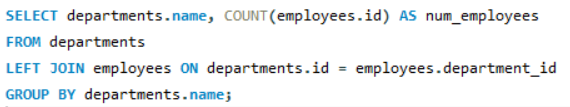 SELECT departments.name, COUNT(employees.id) AS num_employees
FROM departments
LEFT JOIN employees ON departments.id = employees.department_id
GROUP BY departments.name;